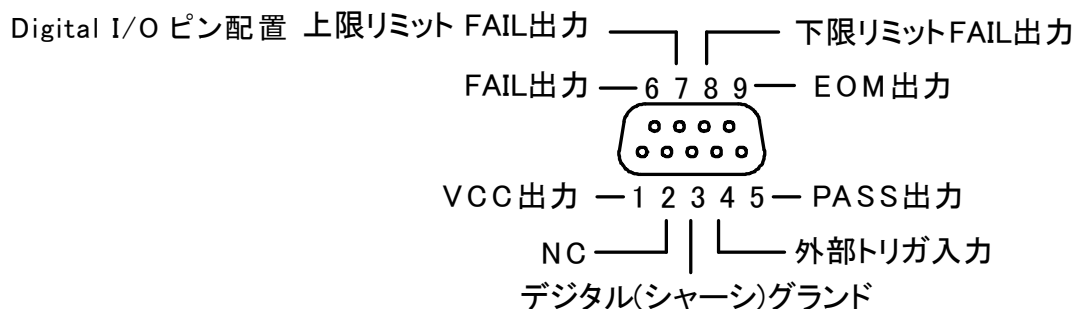 Digital I/O ピン配置 上限リミット FAIL出力 下限リミットFAIL出力
FAIL出力 6 7 8 9 EOM出力
VCC出力 1 2 3 4 5 PASS出力
NC 外部トリガ入力
デジタル(シャーシ)グランド